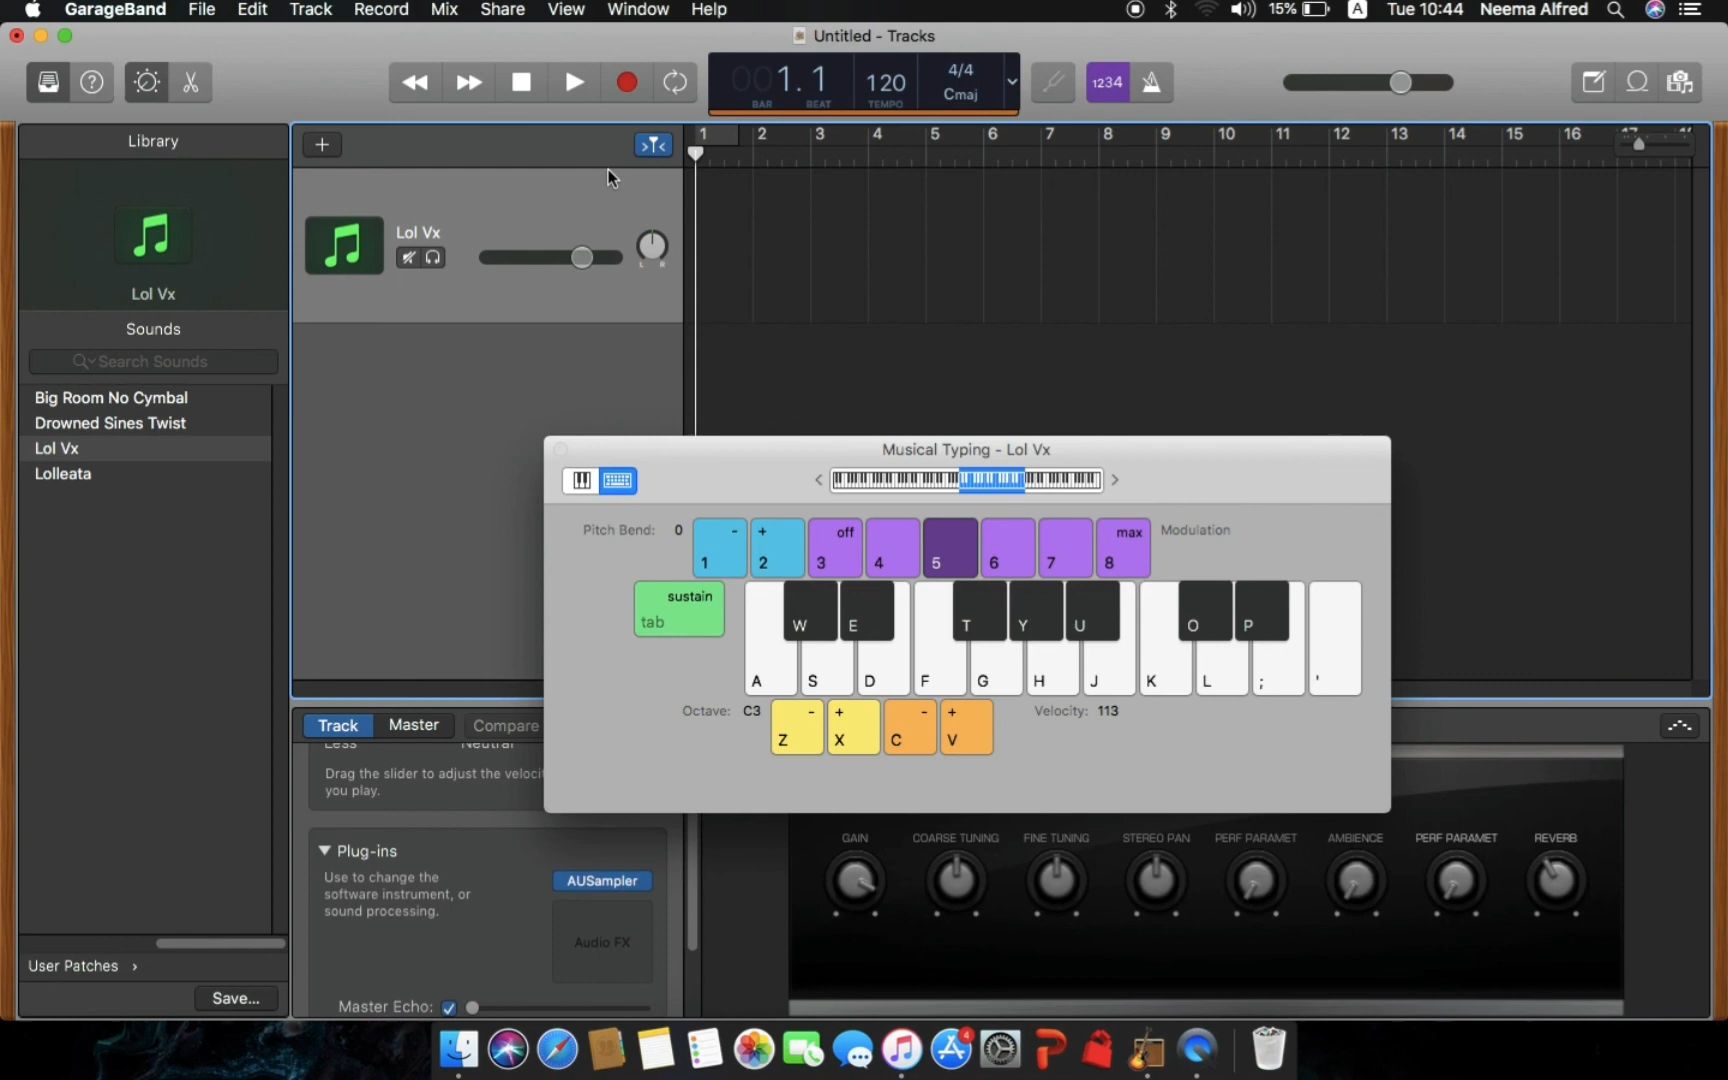 GarageBand File Edit Track Record Mix Share View Window Help 15% A Tue 10:44 Neema Alfred
Untitled - Tracks
001.1 120 4/4 1234
BAR BEAT TEMPO Cmaj
Library + 1 2 3 4 5 6 7 8 9 10 11 12 13 14 15 16
Lol Vx
L R
Lol Vx
Sounds
Search Sounds
Big Room No Cymbal
Drowned Sines Twist
Lol Vx
Lolleata
Musical Typing - Lol Vx
Pitch Bend: 0 - + off max Modulation
1 2 3 4 5 6 7 8
sustain
tab W E T Y U O P
A S D F G H J K L ; '
Octave: C3 - + - + Velocity: 113
Z X C V
Track Master Compare
Less Neutral
Drag the slider to adjust the veloci
you play.
Plug-ins
Use to change the
software instrument, or
sound processing.
AUSampler
Audio FX
Master Echo:
GAIN COARSE TUNING FINE TUNING STEREO PAN PERF PARAMET AMBIENCE PERF PARAMET REVERB
User Patches ›
Save...
4